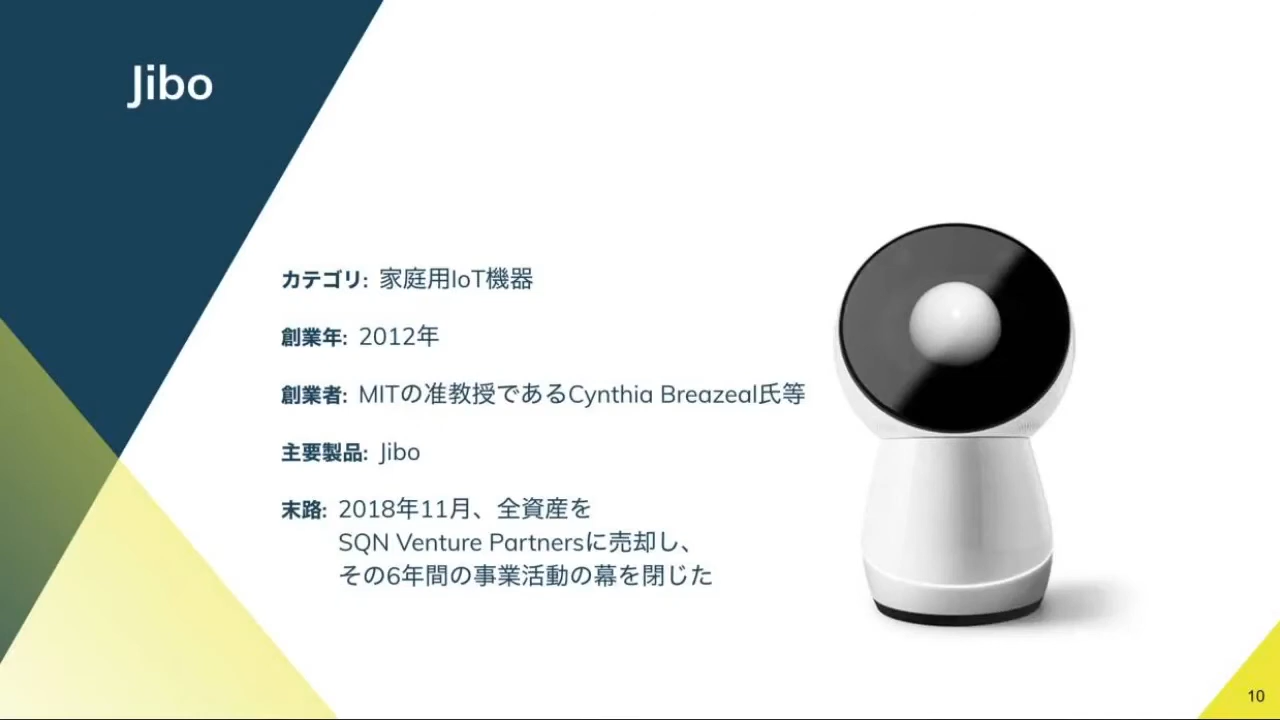 Jibo
カテゴリ: 家庭用IoT機器
創業年: 2012年
創業者: MITの准教授であるCynthia Breazeal氏等
主要製品: Jibo
末路: 2018年11月、全資産を
SQN Venture Partnersに売却し、
その6年間の事業活動の幕を閉じた
10